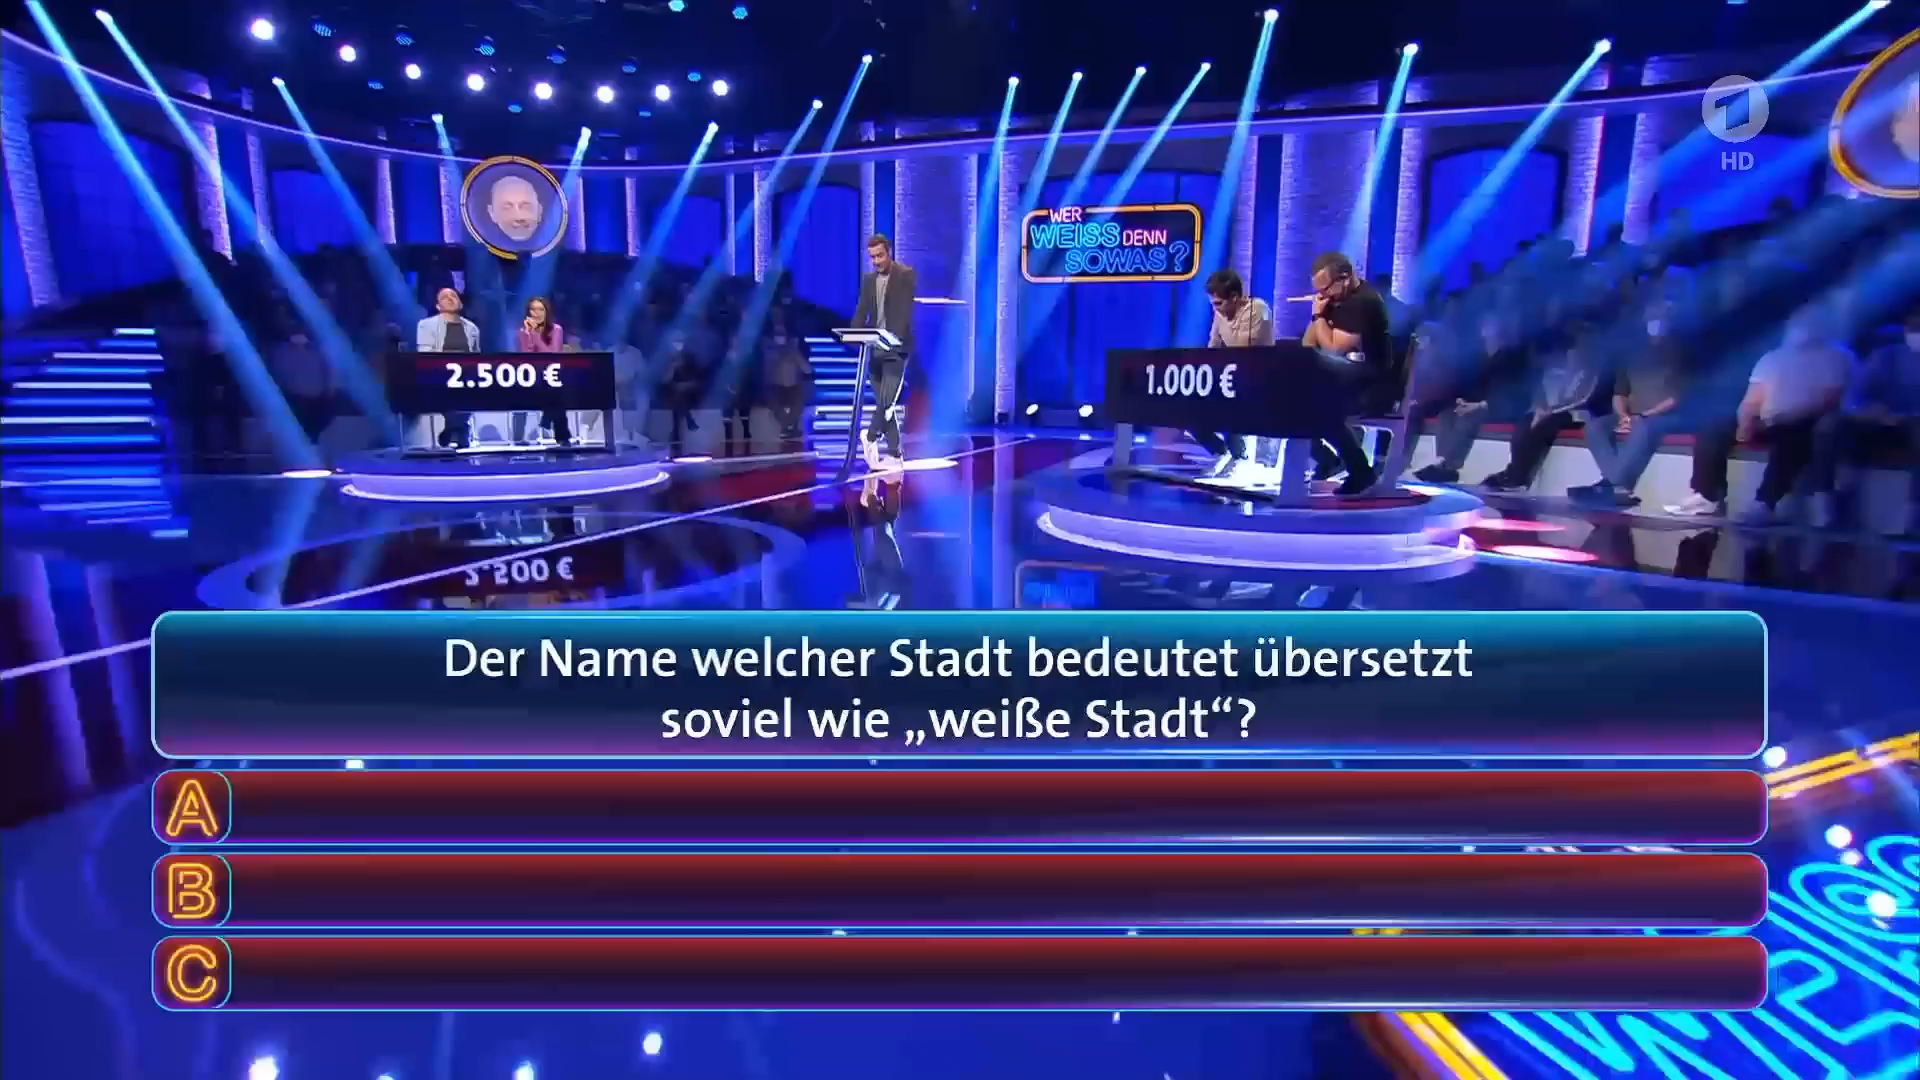 HD
WER
WEISS DENN
SOWAS?
2.500 €
1.000 €
Der Name welcher Stadt bedeutet übersetzt
soviel wie „weiße Stadt“?
A
B
C